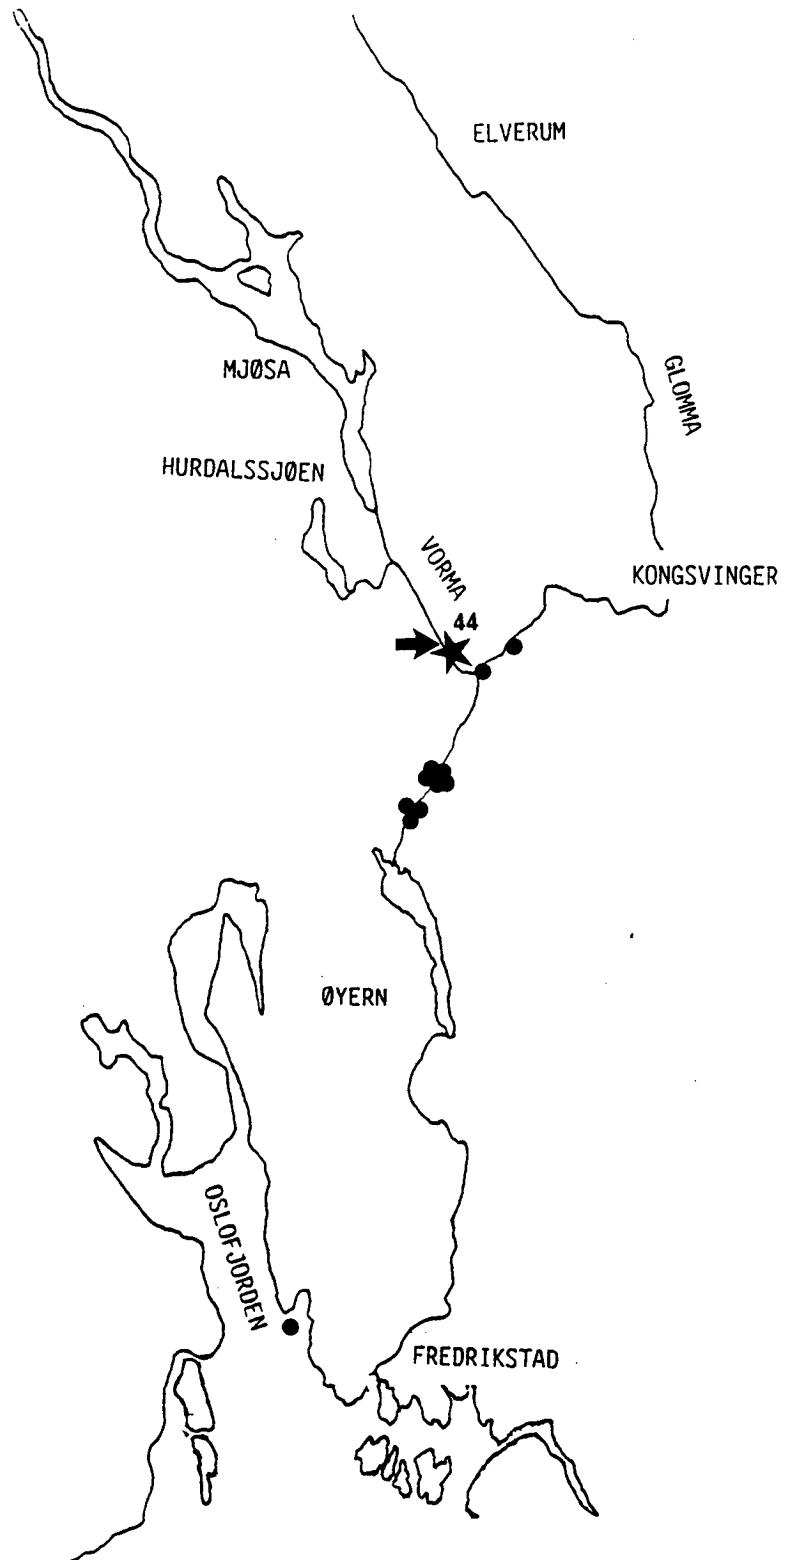 ELVERUM
GLOMMA
MJØSA
HURDALSSJØEN
VORMA
KONGSVINGER
44
ØYERN
OSLOFJORDEN
FREDRIKSTAD